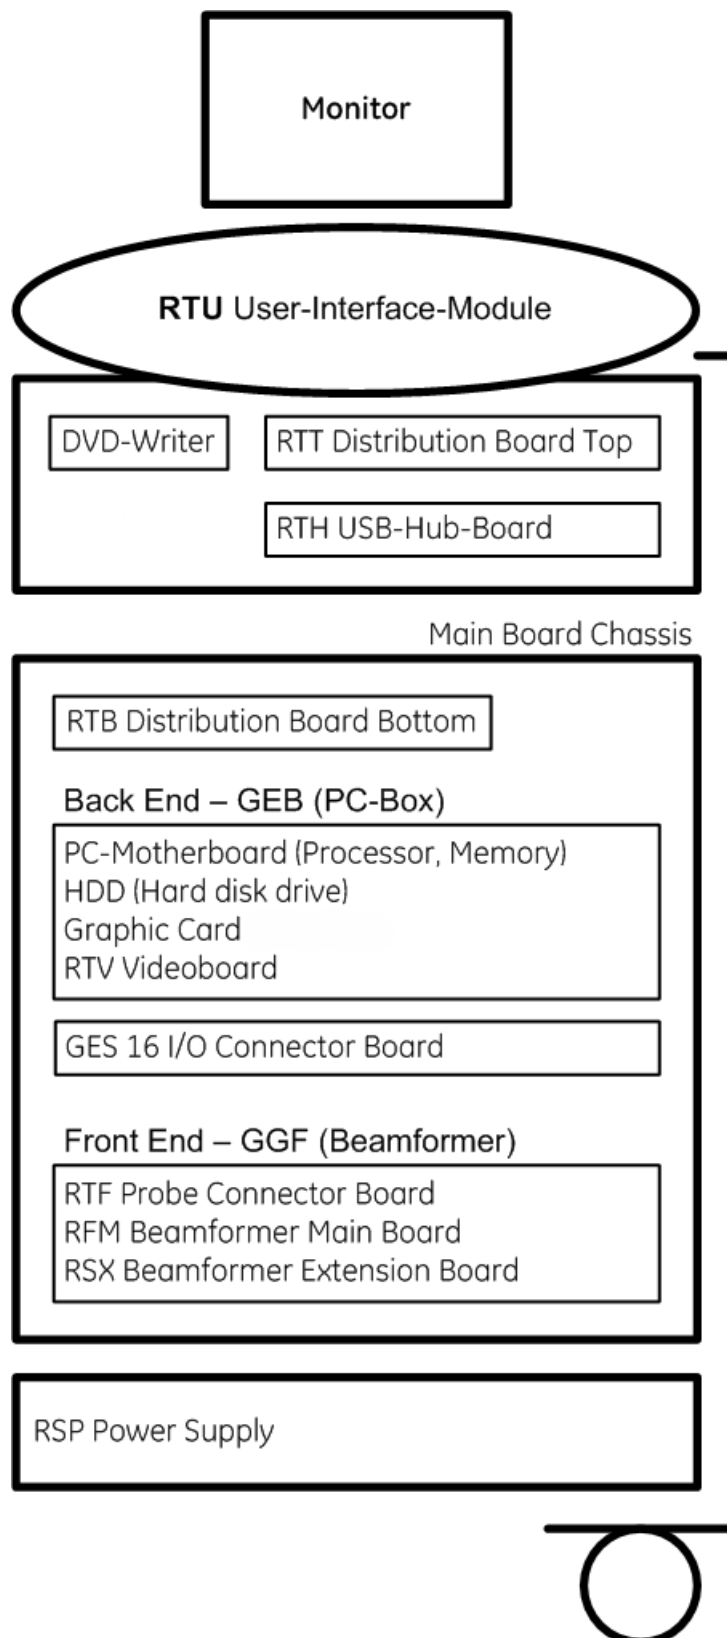 Monitor
RTU User-Interface-Module
DVD-Writer
RTT Distribution Board Top
RTH USB-Hub-Board
Main Board Chassis
RTB Distribution Board Bottom
Back End – GEB (PC-Box)
PC-Motherboard (Processor, Memory)
HDD (Hard disk drive)
Graphic Card
RTV Videoboard
GES 16 I/O Connector Board
Front End – GGF (Beamformer)
RTF Probe Connector Board
RFM Beamformer Main Board
RSX Beamformer Extension Board
RSP Power Supply